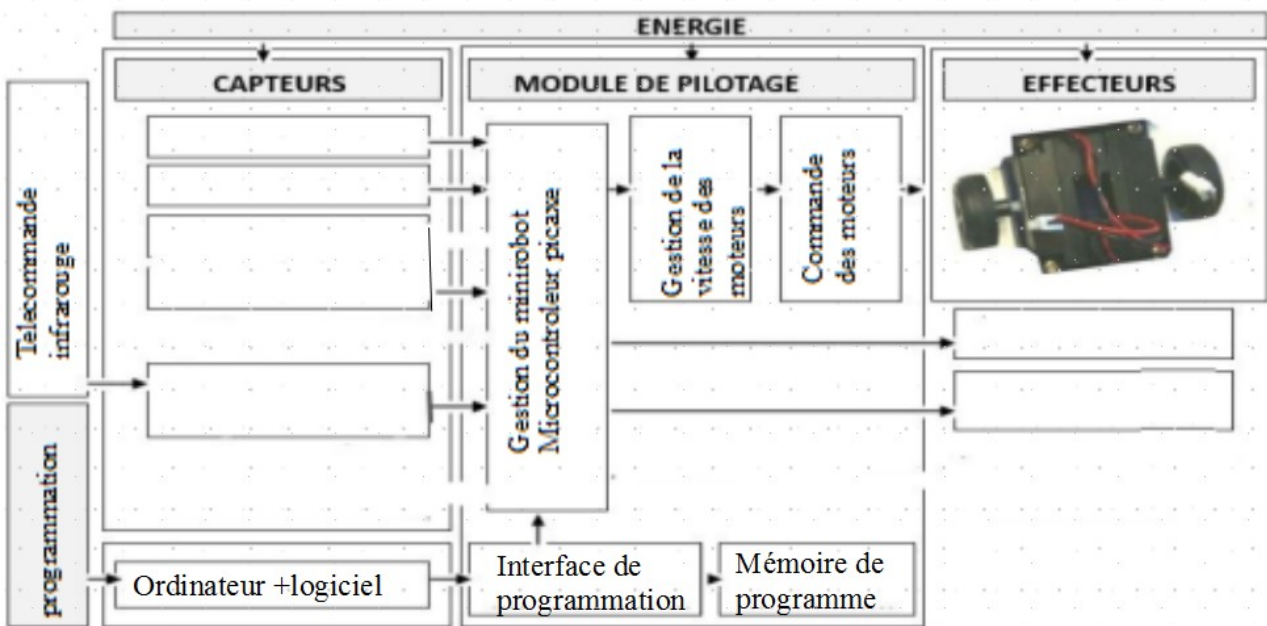 ENERGIE
CAPTEURS
MODULE DE PILOTAGE
EFFECTEURS
Telecommande
infrarouge
programmation
Gestion du minirobot
Microcontroleur picaxe
Gestion de la
vitesse des
moteurs
Commande
des moteurs
Ordinateur +logiciel
Interface de
programmation
Mémoire de
programme